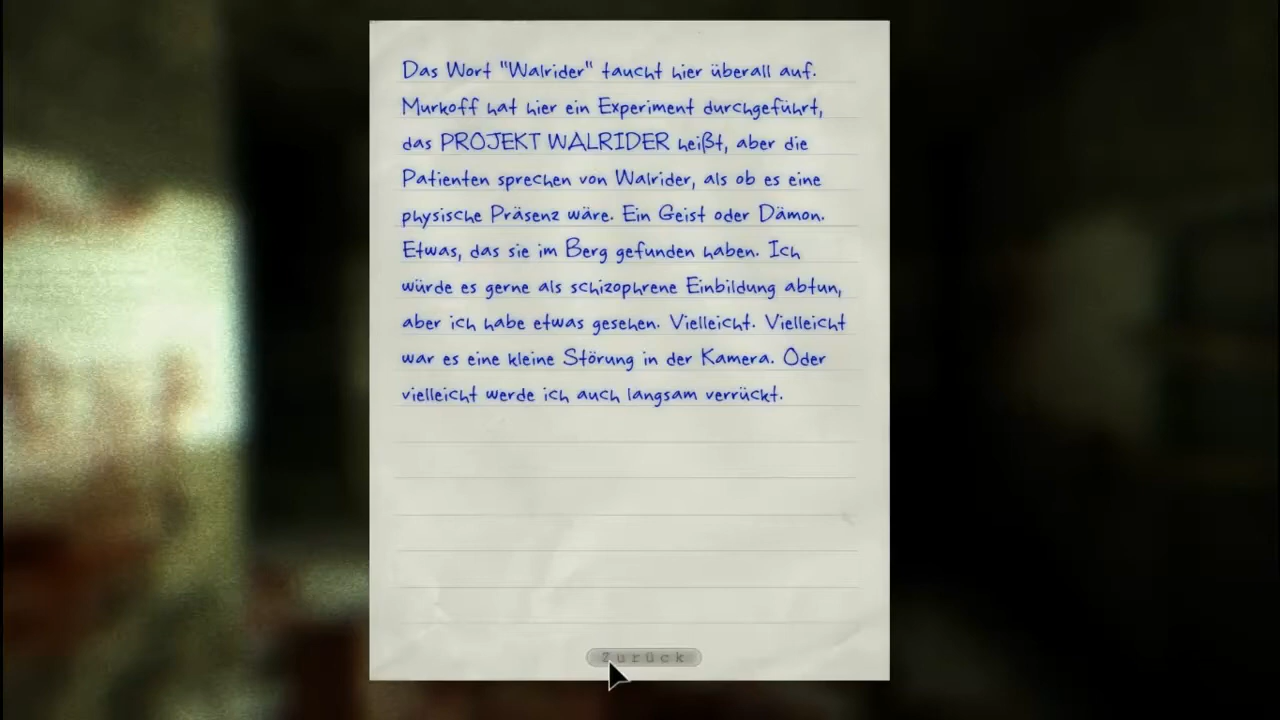 Das Wort "Walrider" taucht hier überall auf.
Murkoff hat hier ein Experiment durchgeführt,
das PROJEKT WALRIDER heißt, aber die
Patienten sprechen von Walrider, als ob es eine
physische Präsenz wäre. Ein Geist oder Dämon.
Etwas, das sie im Berg gefunden haben. Ich
würde es gerne als schizophrene Einbildung abtun,
aber ich habe etwas gesehen. Vielleicht. Vielleicht
war es eine kleine Störung in der Kamera. Oder
vielleicht werde ich auch langsam verrückt.
Zurück